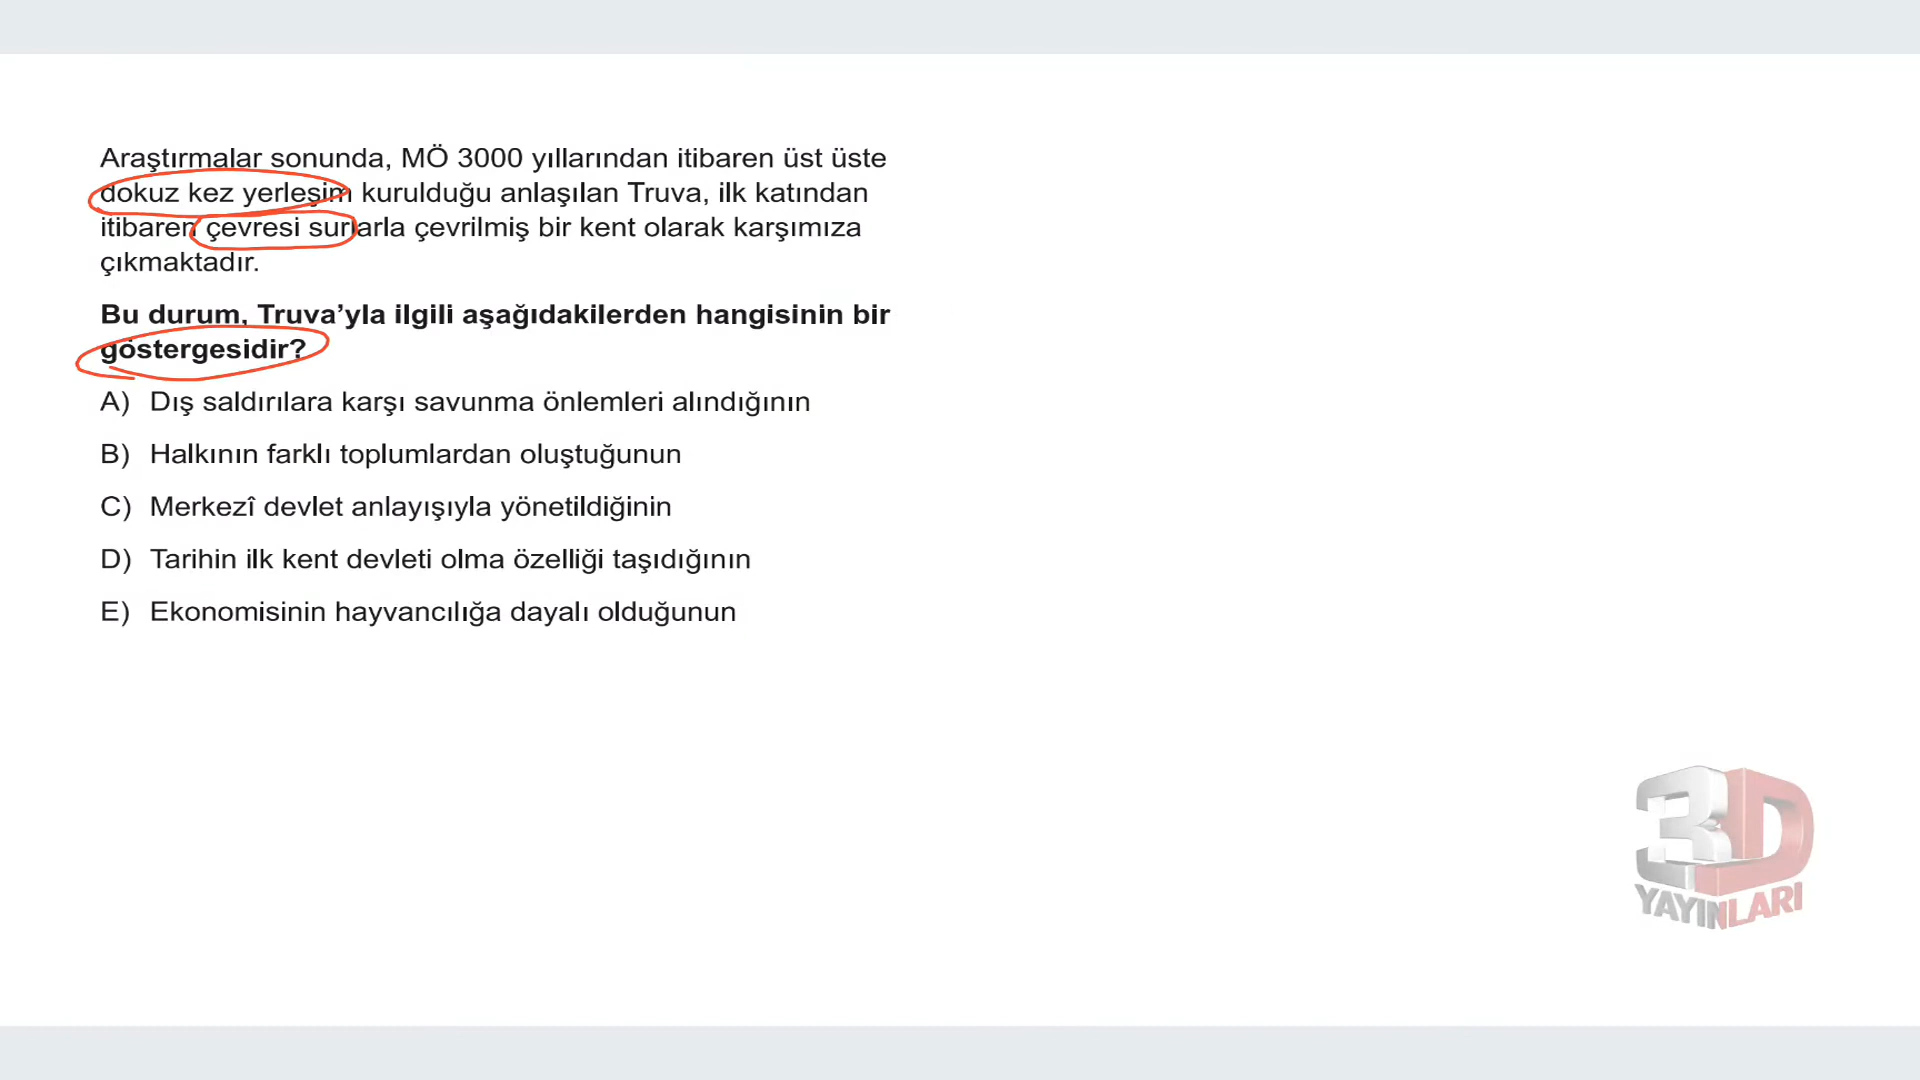 Araştırmalar sonunda, MÖ 3000 yıllarından itibaren üst üste
dokuz kez yerleşim kurulduğu anlaşılan Truva, ilk katından
itibaren çevresi surlarla çevrilmiş bir kent olarak karşımıza
çıkmaktadır.
Bu durum, Truva’yla ilgili aşağıdakilerden hangisinin bir
göstergesidir?
A) Dış saldırılara karşı savunma önlemleri alındığının
B) Halkının farklı toplumlardan oluştuğunun
C) Merkezî devlet anlayışıyla yönetildiğinin
D) Tarihin ilk kent devleti olma özelliği taşıdığının
E) Ekonomisinin hayvancılığa dayalı olduğunun
3D
YAYINLARI